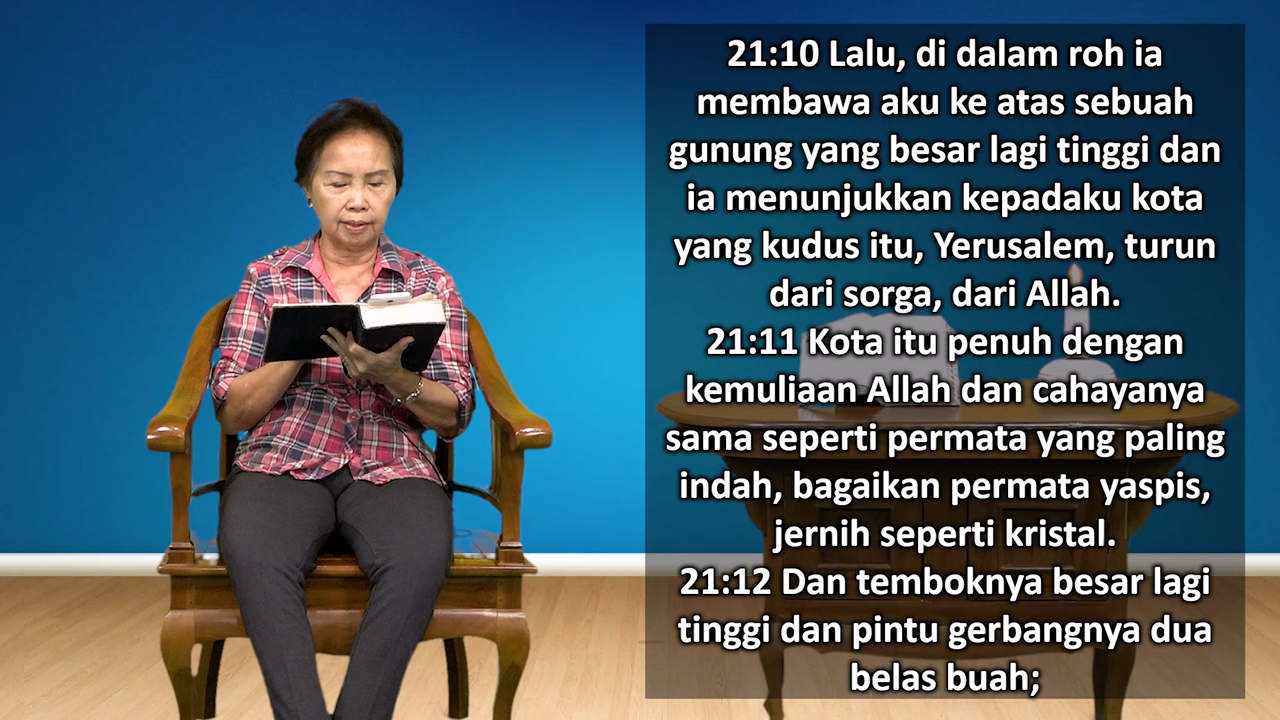 21:10 Lalu, di dalam roh ia
membawa aku ke atas sebuah
gunung yang besar lagi tinggi dan
ia menunjukkan kepadaku kota
yang kudus itu, Yerusalem, turun
dari sorga, dari Allah.
21:11 Kota itu penuh dengan
kemuliaan Allah dan cahayanya
sama seperti permata yang paling
indah, bagaikan permata yaspis,
jernih seperti kristal.
21:12 Dan temboknya besar lagi
tinggi dan pintu gerbangnya dua
belas buah;